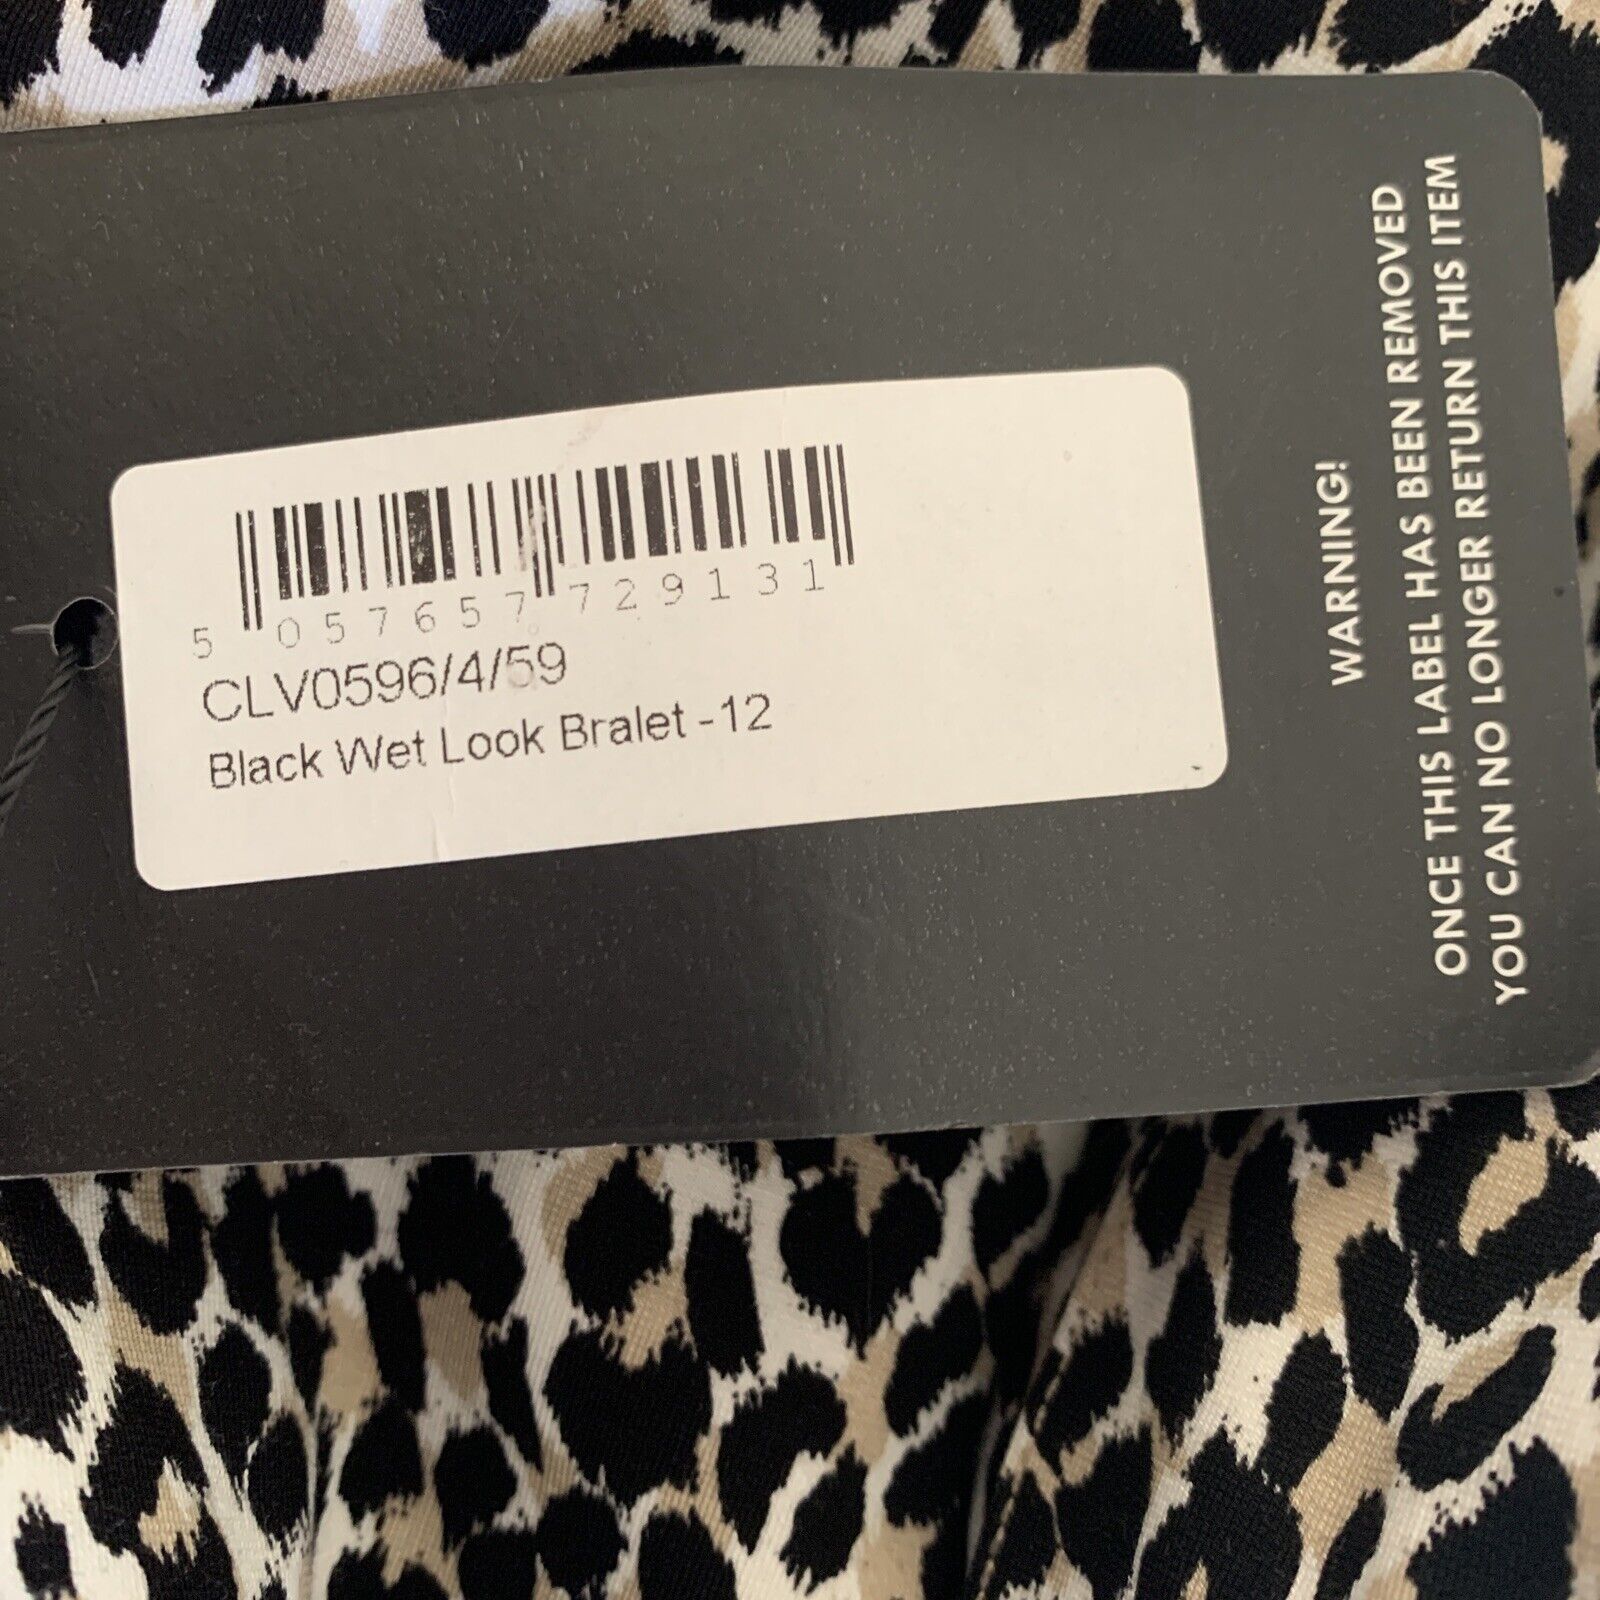 5 057657 729131
CLV0596/4/59
Black Wet Look Bralet -12
WARNING!
ONCE THIS LABEL HAS BEEN REMOVED
YOU CAN NO LONGER RETURN THIS ITEM